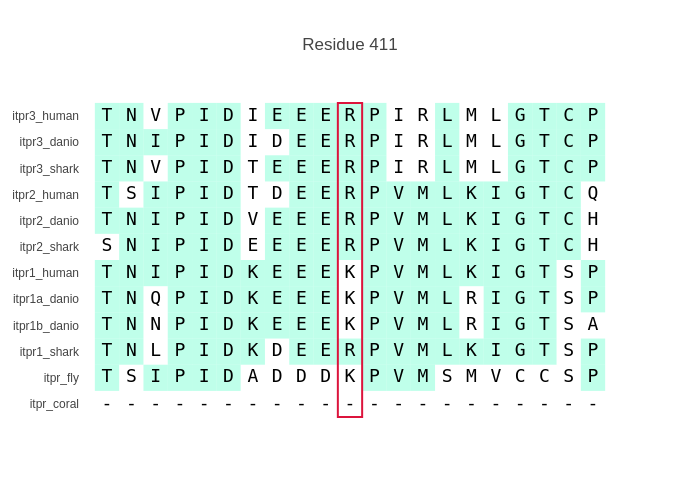 Residue 411
itpr3_human T N V P I D I E E E R P I R L M L G T C P
itpr3_danio T N I P I D I D E E R P I R L M L G T C P
itpr3_shark T N V P I D T E E E R P I R L M L G T C P
itpr2_human T S I P I D T D E E R P V M L K I G T C Q
itpr2_danio T N I P I D V E E E R P V M L K I G T C H
itpr2_shark S N I P I D E E E E R P V M L K I G T C H
itpr1_human T N I P I D K E E E K P V M L K I G T S P
itpr1a_danio T N Q P I D K E E E K P V M L R I G T S P
itpr1b_danio T N N P I D K E E E K P V M L R I G T S A
itpr1_shark T N L P I D K D E E R P V M L K I G T S P
itpr_fly T S I P I D A D D D K P V M S M V C C S P
itpr_coral - - - - - - - - - - - - - - - - - - - - -